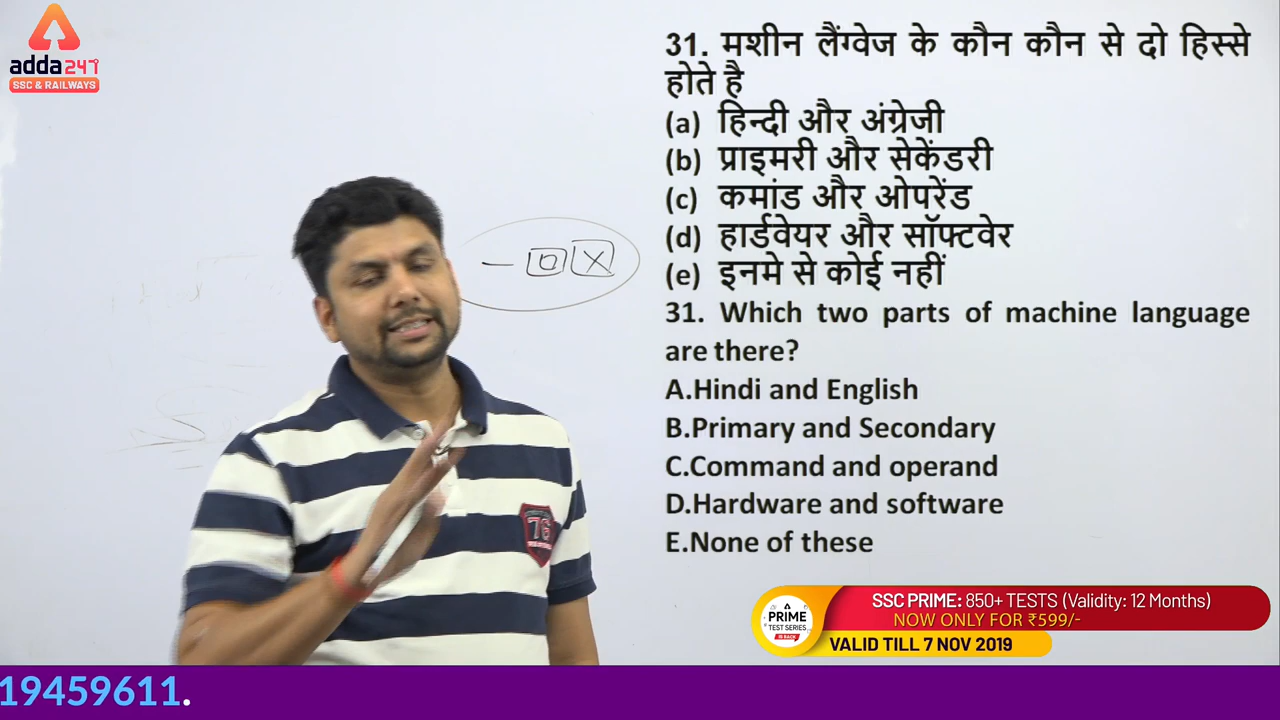 adda247
SSC & RAILWAYS
31. मशीन लैंग्वेज के कौन कौन से दो हिस्से
होते है
(a) हिन्दी और अंग्रेजी
(b) प्राइमरी और सेकेंडरी
(c) कमांड और ओपरेंड
(d) हार्डवेयर और सॉफ्टवेर
(e) इनमे से कोई नहीं
31. Which two parts of machine language
are there?
A.Hindi and English
B.Primary and Secondary
C.Command and operand
D.Hardware and software
E.None of these
76
PRIME
TEST SERIES
IS BACK
SSC PRIME: 850+ TESTS (Validity: 12 Months)
NOW ONLY FOR ₹599/-
VALID TILL 7 NOV 2019
19459611.